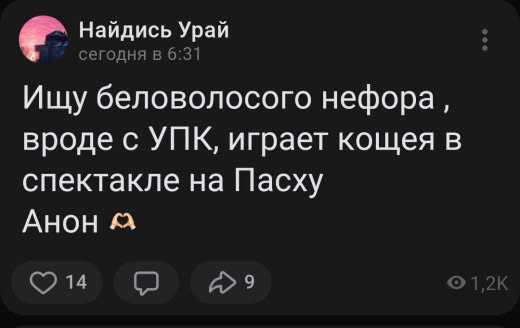 Найдись Урай
сегодня в 6:31
Ищу беловолосого нефора ,
вроде с УПК, играет кощея в
спектакле на Пасху
Анон 🫶🏻
14
9
1,2K